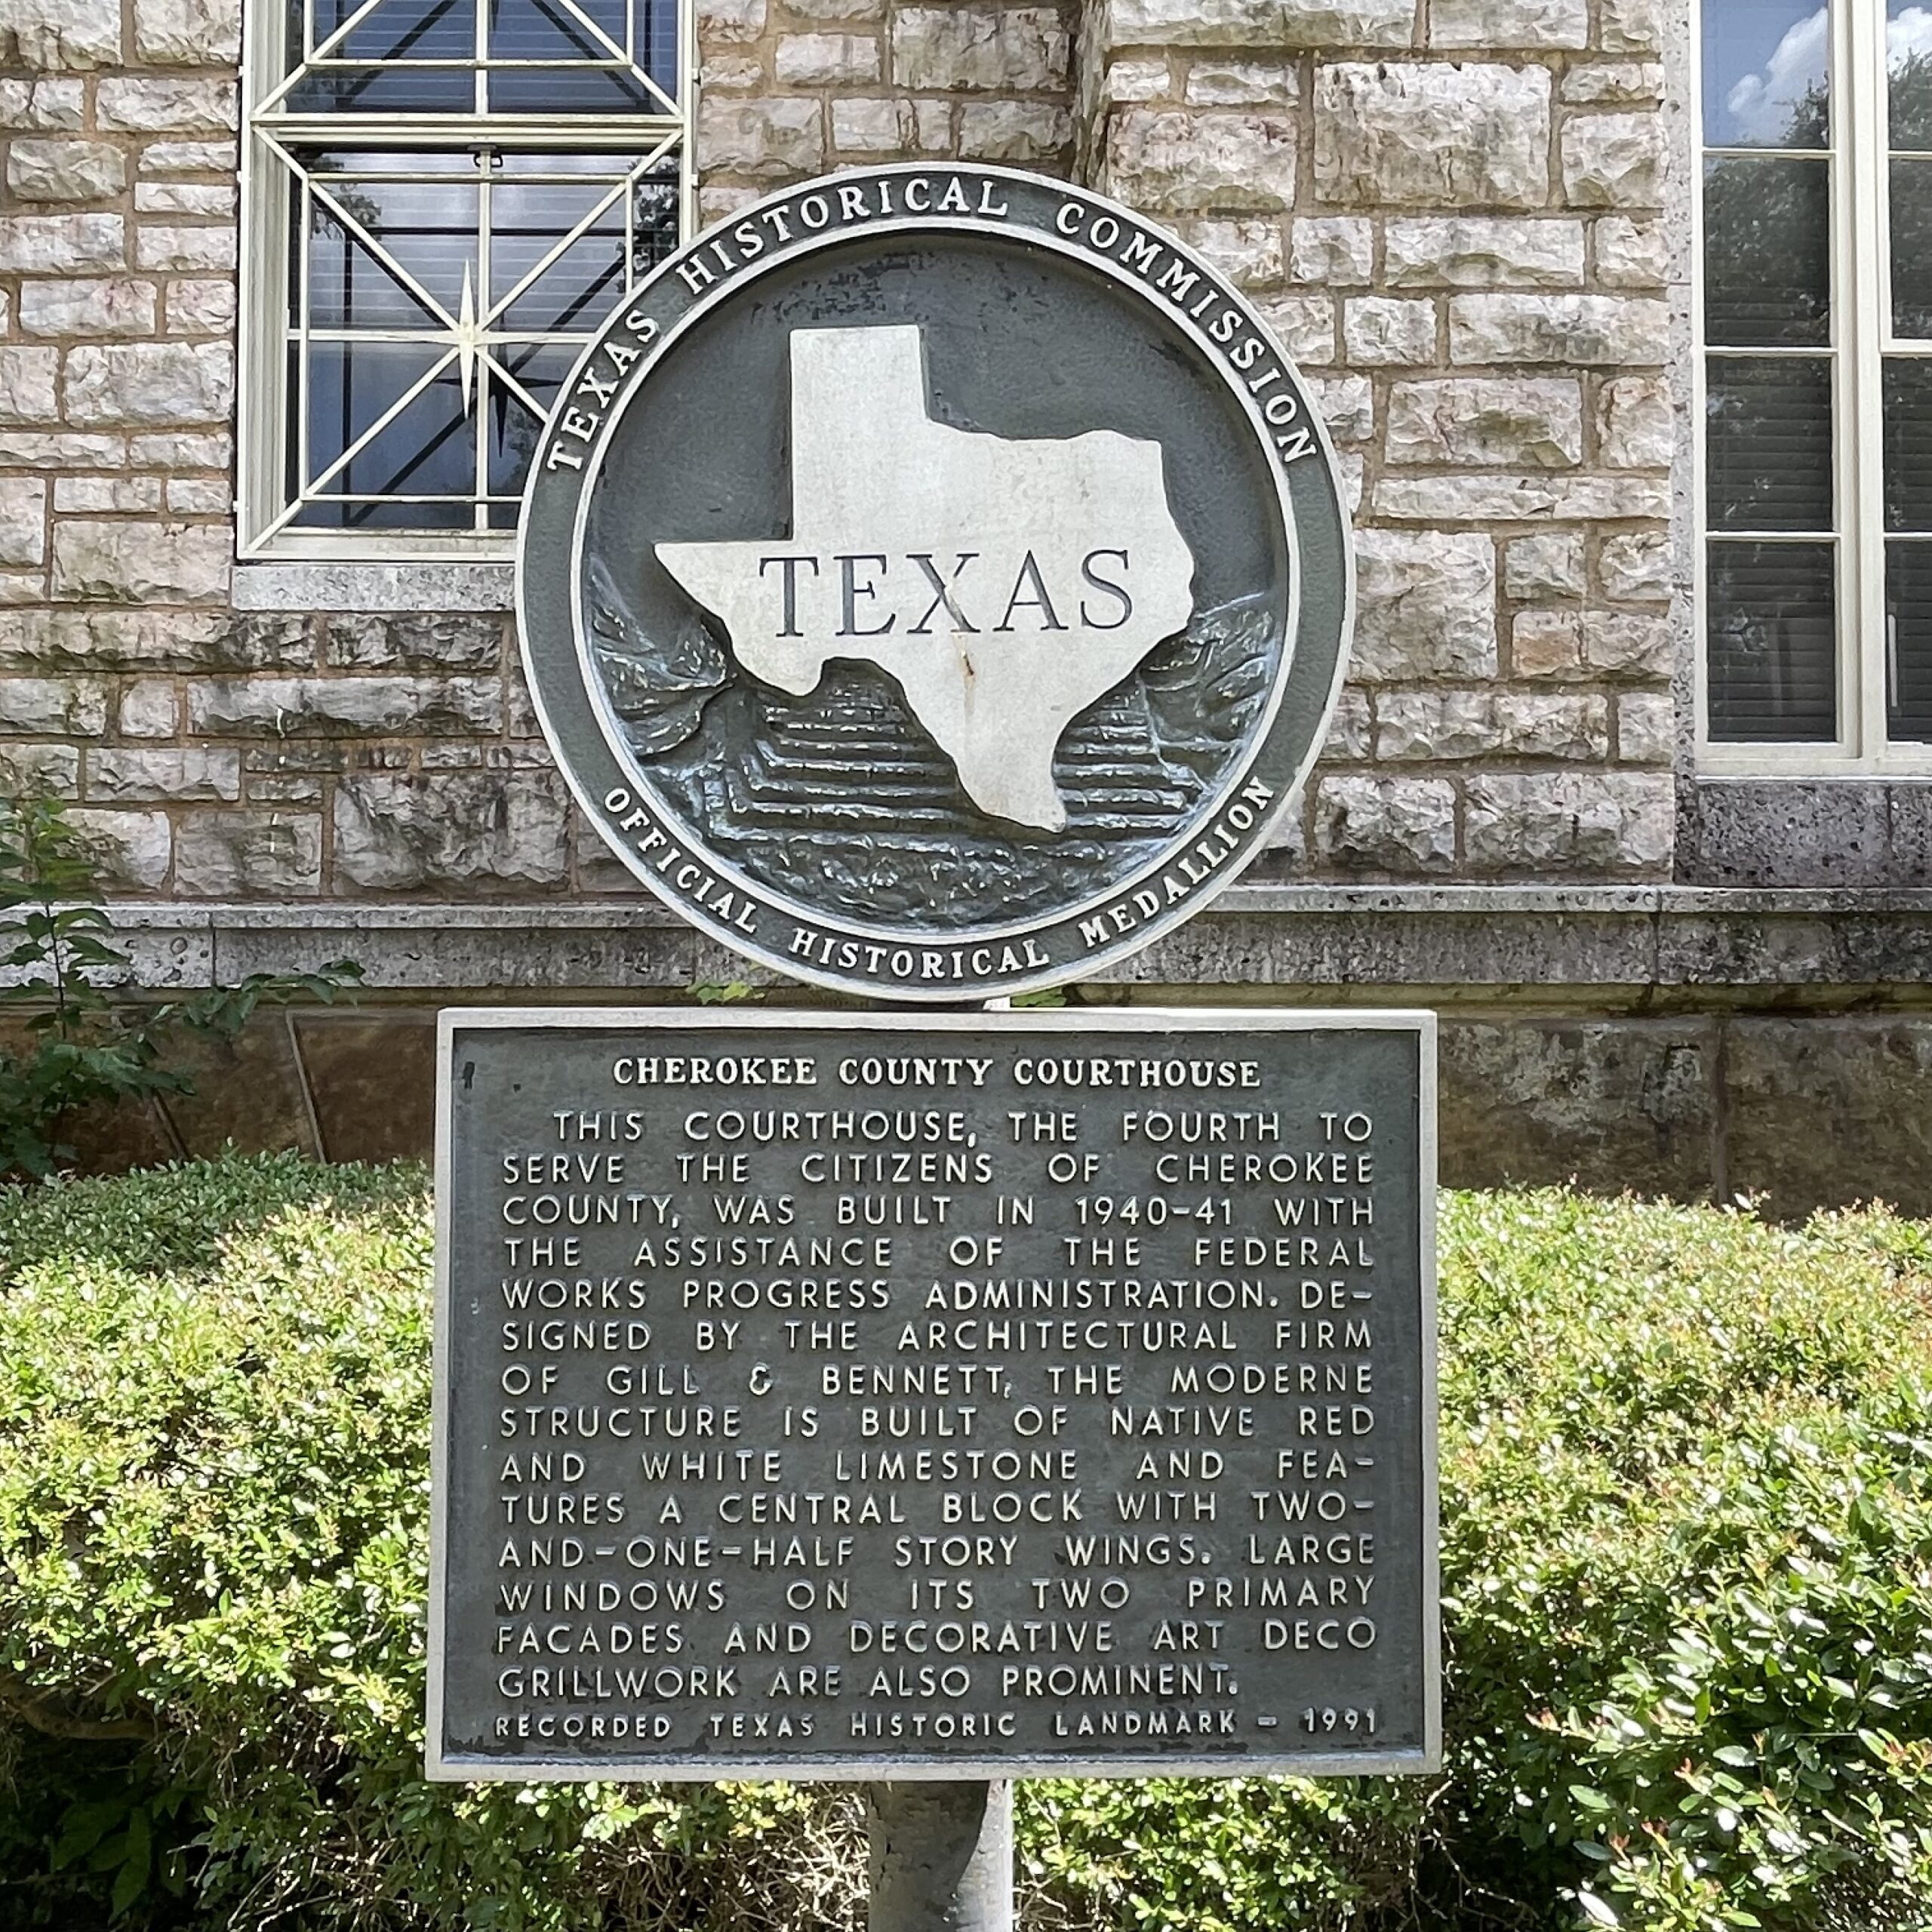 TEXAS HISTORICAL COMMISSION
TEXAS
OFFICIAL HISTORICAL MEDALLION
CHEROKEE COUNTY COURTHOUSE
THIS COURTHOUSE, THE FOURTH TO
SERVE THE CITIZENS OF CHEROKEE
COUNTY, WAS BUILT IN 1940-41 WITH
THE ASSISTANCE OF THE FEDERAL
WORKS PROGRESS ADMINISTRATION. DE-
SIGNED BY THE ARCHITECTURAL FIRM
OF GILL & BENNETT, THE MODERNE
STRUCTURE IS BUILT OF NATIVE RED
AND WHITE LIMESTONE AND FEA-
TURES A CENTRAL BLOCK WITH TWO-
AND-ONE-HALF STORY WINGS. LARGE
WINDOWS ON ITS TWO PRIMARY
FACADES AND DECORATIVE ART DECO
GRILLWORK ARE ALSO PROMINENT.
RECORDED TEXAS HISTORIC LANDMARK - 1991